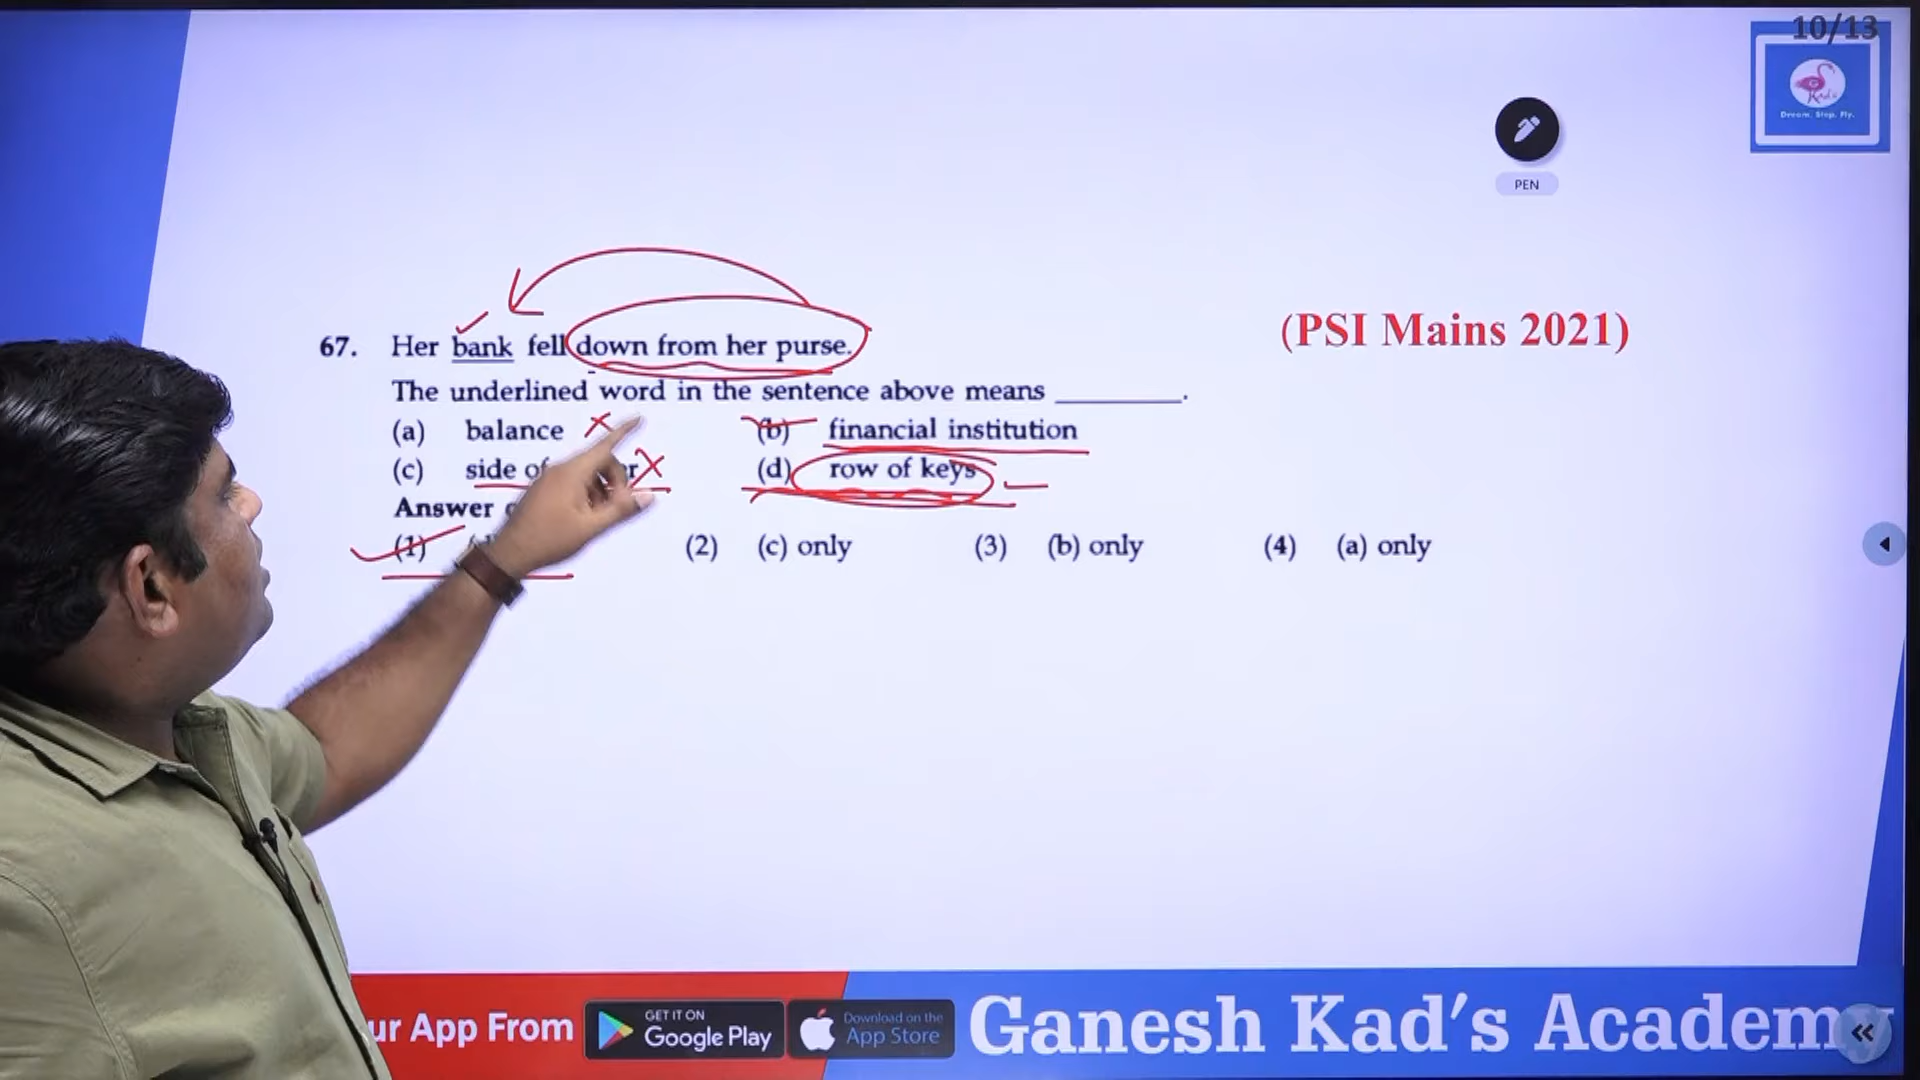 10/13
Kad's
Dream. Step. Fly.
PEN
(PSI Mains 2021)
67. Her bank fell down from her purse.
The underlined word in the sentence above means ________.
(a) balance (b) financial institution
(c) side of (d) row of keys
Answer
(1) (2) (c) only (3) (b) only (4) (a) only
ur App From
GET IT ON
Google Play
Download on the
App Store
Ganesh Kad's Academy